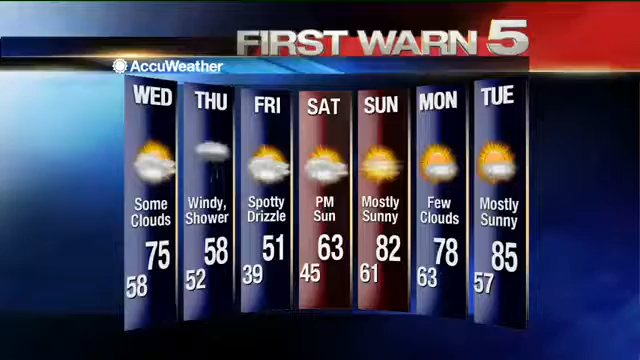 FIRST WARN 5
AccuWeather
WED THU FRI SAT SUN MON TUE
Some Clouds
Windy, Shower
Spotty Drizzle
PM Sun
Mostly Sunny
Few Clouds
Mostly Sunny
75 58 51 63 82 78 85
58 52 39 45 61 63 57